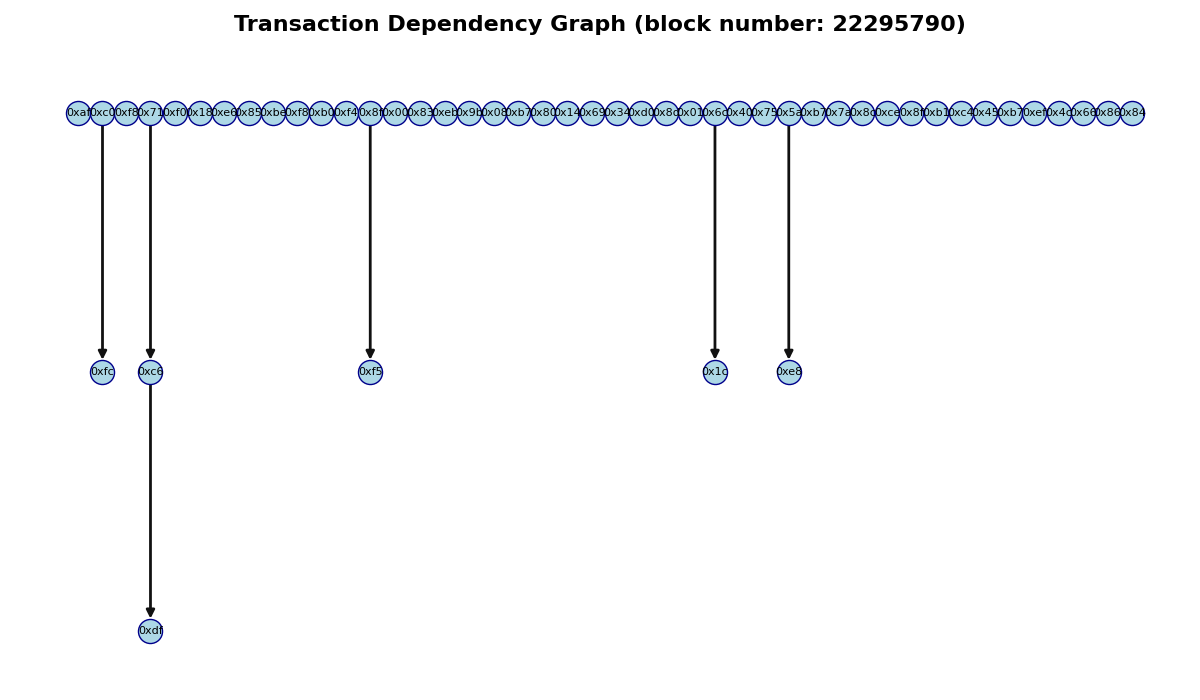 Transaction Dependency Graph (block number: 22295790)
0xaf 0xc0 0xf8 0x71 0xf0 0x18 0xe6 0x85 0xbe 0xf8 0xb0 0xf4 0x8f 0x00 0x83 0xeb 0x9b 0x08 0xb7 0x80 0x14 0x69 0x34 0xd0 0x8d 0x01 0x6c 0x40 0x75 0x5a 0xb7 0x7a 0xce 0x8f 0xb1 0xc4 0x45 0xb7 0xef 0x4c 0x66 0x86 0x84
0xfc 0xc6 0xf5 0x1c 0xe8
0xdf